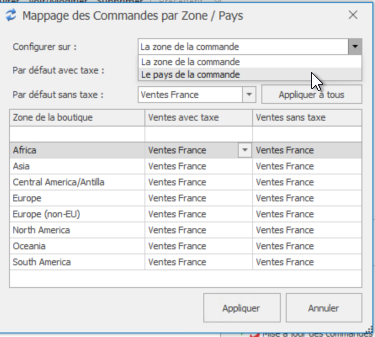 Mappage des Commandes par Zone / Pays
Configurer sur : La zone de la commande
La zone de la commande
Par défaut avec taxe : Le pays de la commande
Par défaut sans taxe : Ventes France Appliquer à tous
Zone de la boutique Ventes avec taxe Ventes sans taxe
Africa Ventes France Ventes France
Asia Ventes France Ventes France
Central America/Antilla Ventes France Ventes France
Europe Ventes France Ventes France
Europe (non-EU) Ventes France Ventes France
North America Ventes France Ventes France
Oceania Ventes France Ventes France
South America Ventes France Ventes France
Appliquer Annuler
Mise à jour des commandes